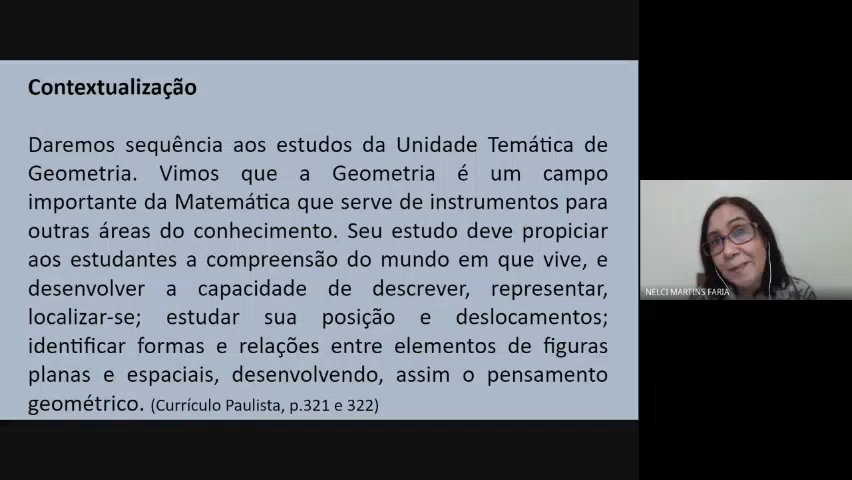 Contextualização
Daremos sequência aos estudos da Unidade Temática de
Geometria. Vimos que a Geometria é um campo
importante da Matemática que serve de instrumentos para
outras áreas do conhecimento. Seu estudo deve propiciar
aos estudantes a compreensão do mundo em que vive, e
desenvolver a capacidade de descrever, representar,
localizar-se; estudar sua posição e deslocamentos;
identificar formas e relações entre elementos de figuras
planas e espaciais, desenvolvendo, assim o pensamento
geométrico. (Currículo Paulista, p.321 e 322)
NELCI MARTINS FARIA